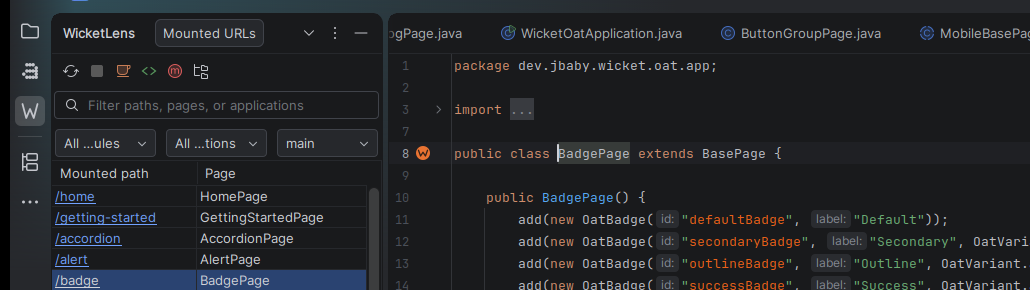 WicketLens Mounted URLs
Filter paths, pages, or applications
All ...ules All ...tions main
Mounted path Page
/home HomePage
/getting-started GettingStartedPage
/accordion AccordionPage
/alert AlertPage
/badge BadgePage
ogPage.java WicketOatApplication.java ButtonGroupPage.java MobileBasePa
1 package dev.jbaby.wicket.oat.app;
2
3 import ...
7
8 public class BadgePage extends BasePage {
9
10 public BadgePage() {
11 add(new OatBadge( id: "defaultBadge", label: "Default"));
12 add(new OatBadge( id: "secondaryBadge", label: "Secondary", OatVari
13 add(new OatBadge( id: "outlineBadge", label: "Outline", OatVariant.
14 add(new OatBadge( id: "successBadge", label: "Success", OatVariant.